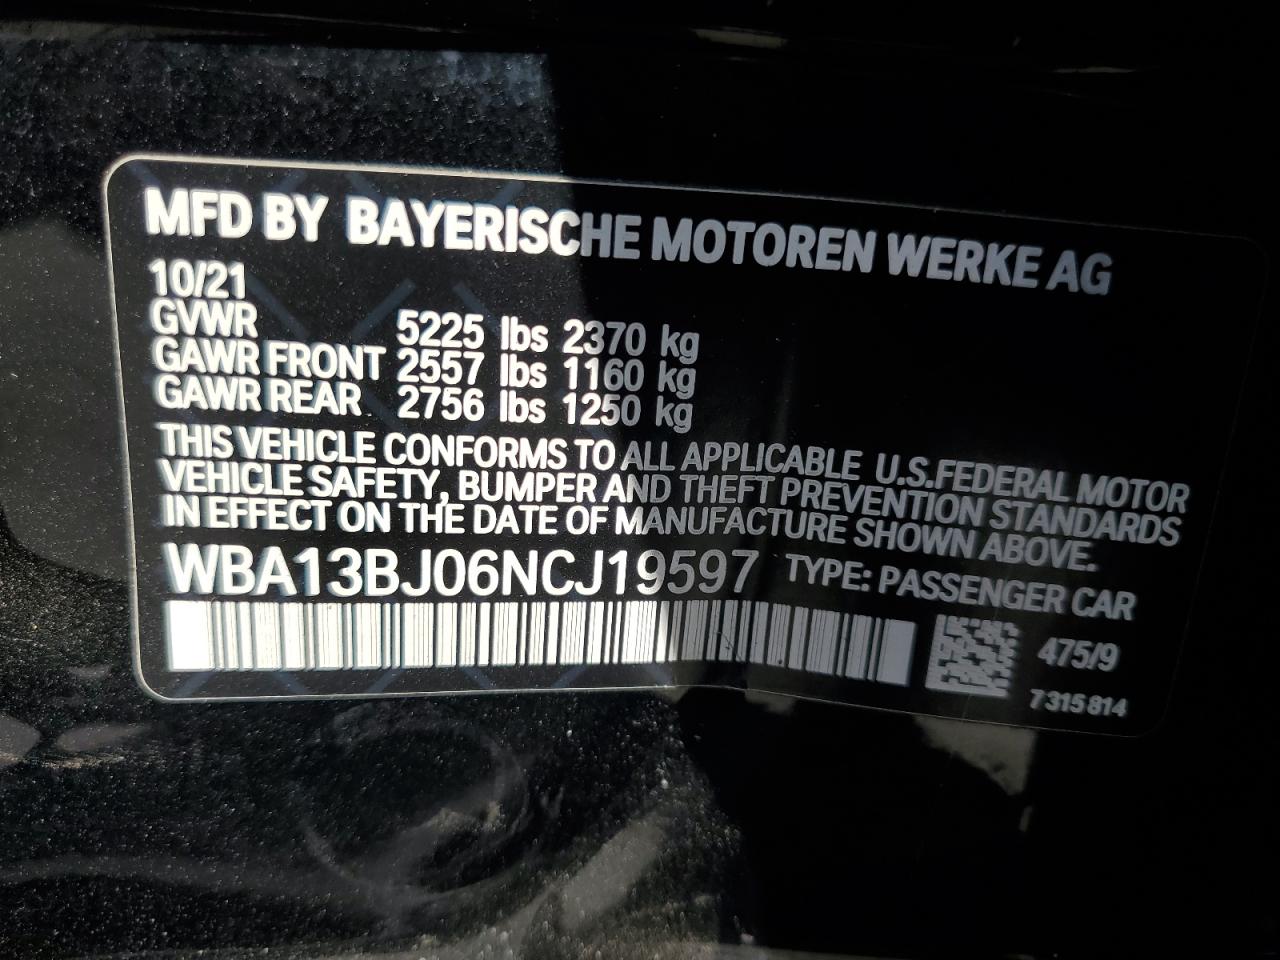 MFD BY BAYERISCHE MOTOREN WERKE AG
10/21
GVWR 5225 lbs 2370 kg
GAWR FRONT 2557 lbs 1160 kg
GAWR REAR 2756 lbs 1250 kg
THIS VEHICLE CONFORMS TO ALL APPLICABLE U.S.FEDERAL MOTOR
VEHICLE SAFETY, BUMPER AND THEFT PREVENTION STANDARDS
IN EFFECT ON THE DATE OF MANUFACTURE SHOWN ABOVE.
WBA13BJ06NCJ19597 TYPE: PASSENGER CAR
475/9
7 315 814